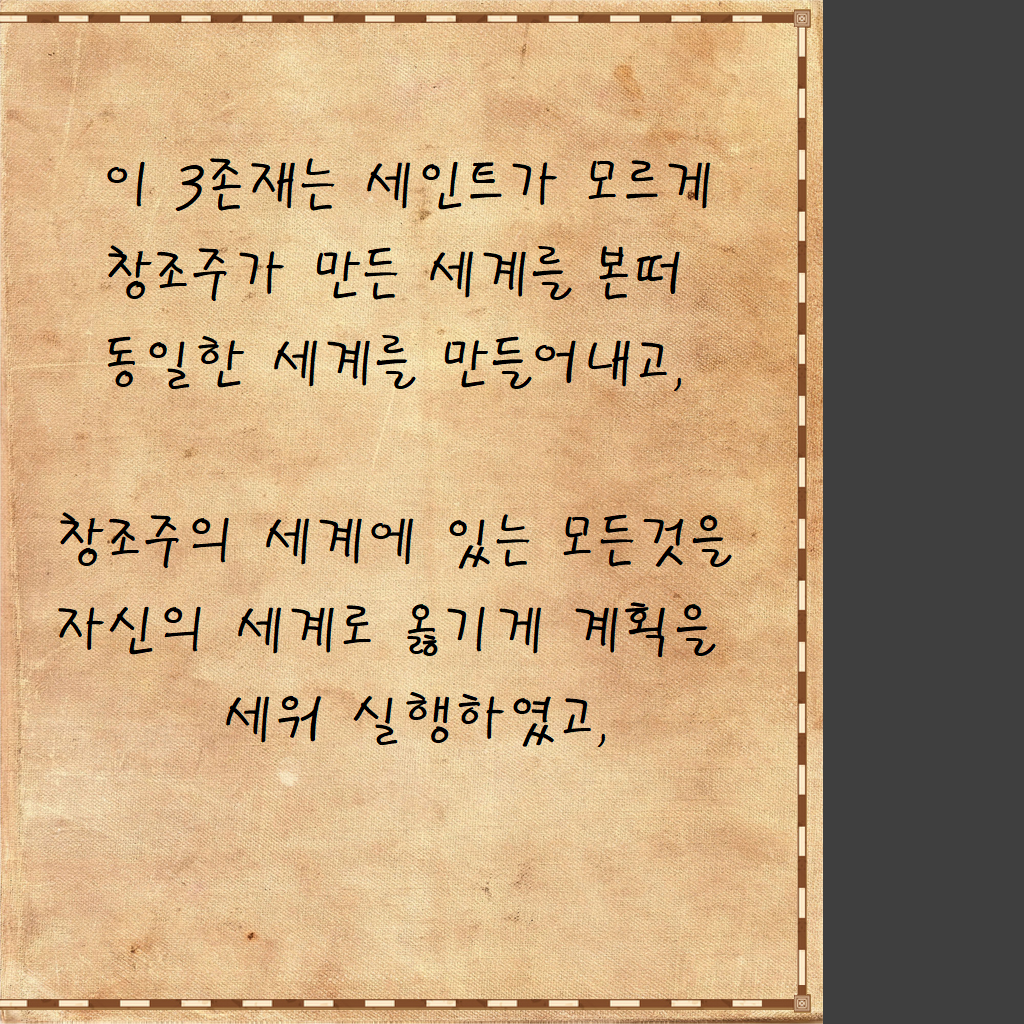 이 3존재는 세인트가 모르게
창조주가 만든 세계를 본떠
동일한 세계를 만들어내고,
창조주의 세계에 있는 모든것을
자신의 세계로 옳기게 계획을
세워 실행하였고,